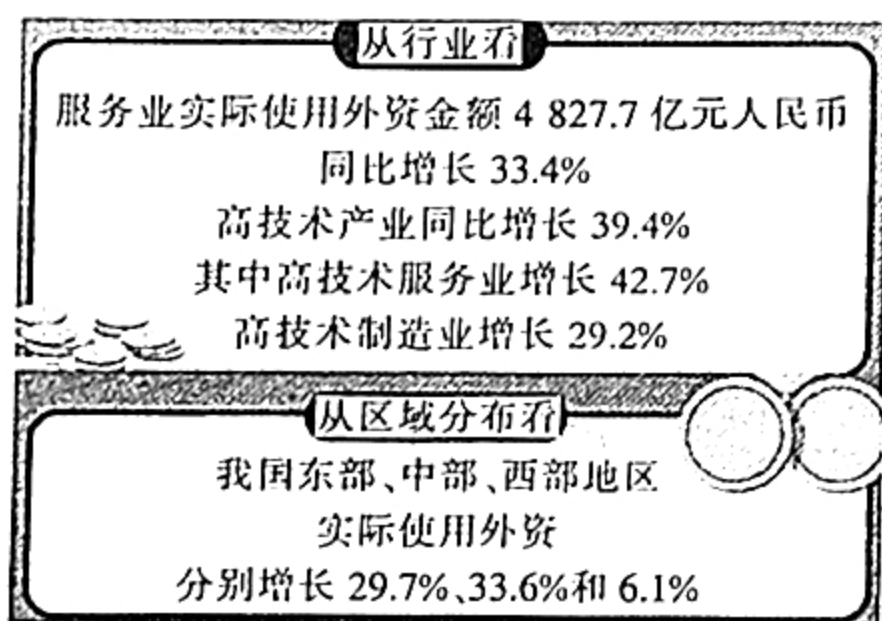 从行业看
服务业实际使用外资金额 4 827.7 亿元人民币
同比增长 33.4%
高技术产业同比增长 39.4%
其中高技术服务业增长 42.7%
高技术制造业增长 29.2%
从区域分布看
我国东部、中部、西部地区
实际使用外资
分别增长 29.7%、33.6%和 6.1%